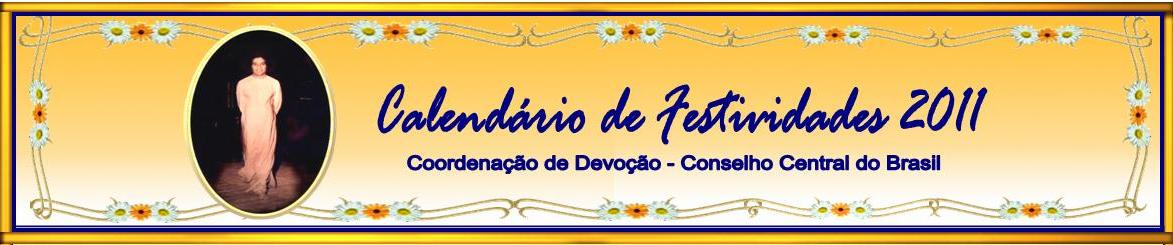 Calendário de Festividades 2011
Coordenação de Devoção - Conselho Central do Brasil